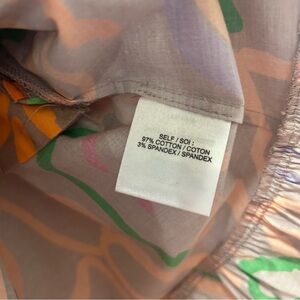 SELF / SOI :
97% COTTON / COTON
3% SPANDEX / SPANDEX